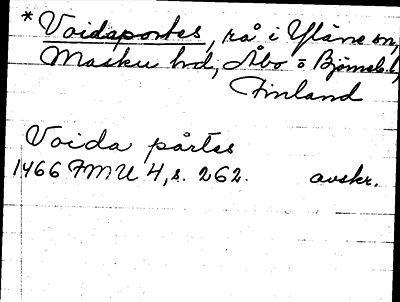 * Voidaportes, rå i Yläne sn,
Masku hd, Åbo o Björneb. l,
Finland
Voida pårtes
1466 FMU 4, s. 262. avskr.